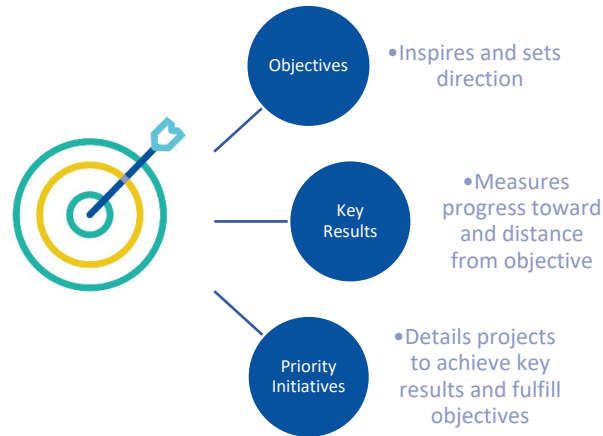 Objectives
•Inspires and sets
direction
Key
Results
•Measures
progress toward
and distance
from objective
Priority
Initiatives
•Details projects
to achieve key
results and fulfill
objectives